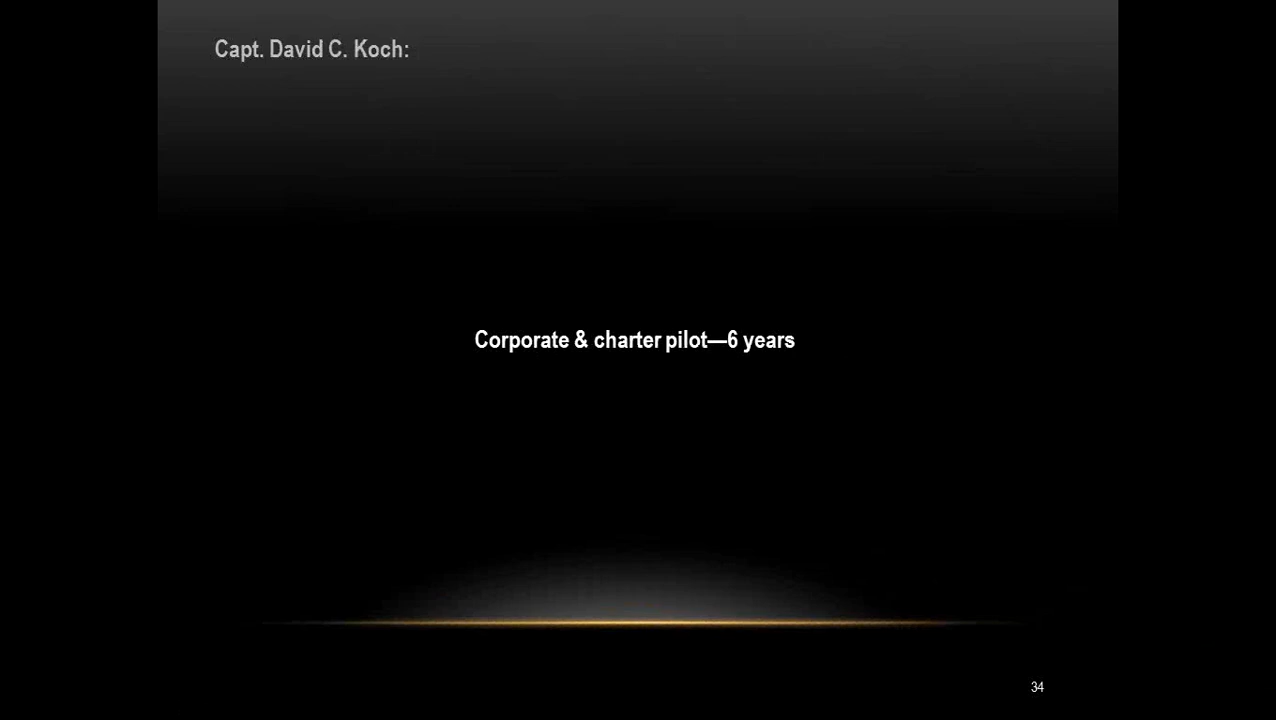 Capt. David C. Koch:
Corporate & charter pilot—6 years
34